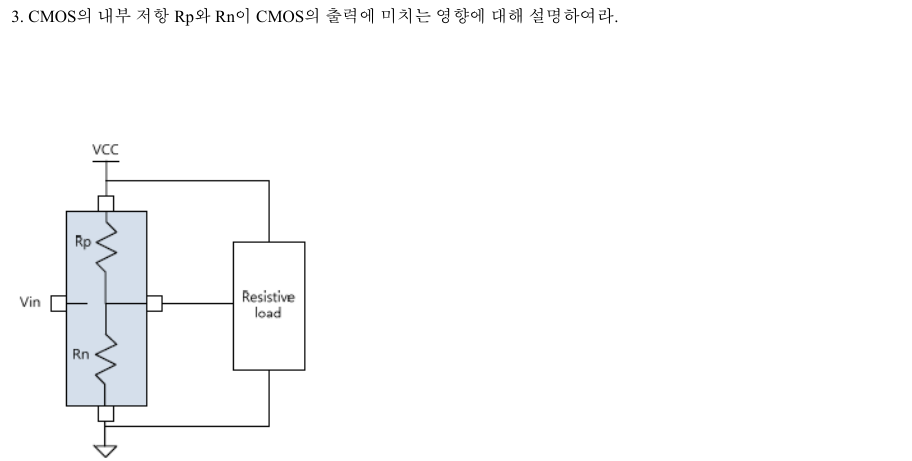 3. CMOS의 내부 저항 Rp와 Rn이 CMOS의 출력에 미치는 영향에 대해 설명하여라.
VCC
Rp
Vin
Resistive
load
Rn